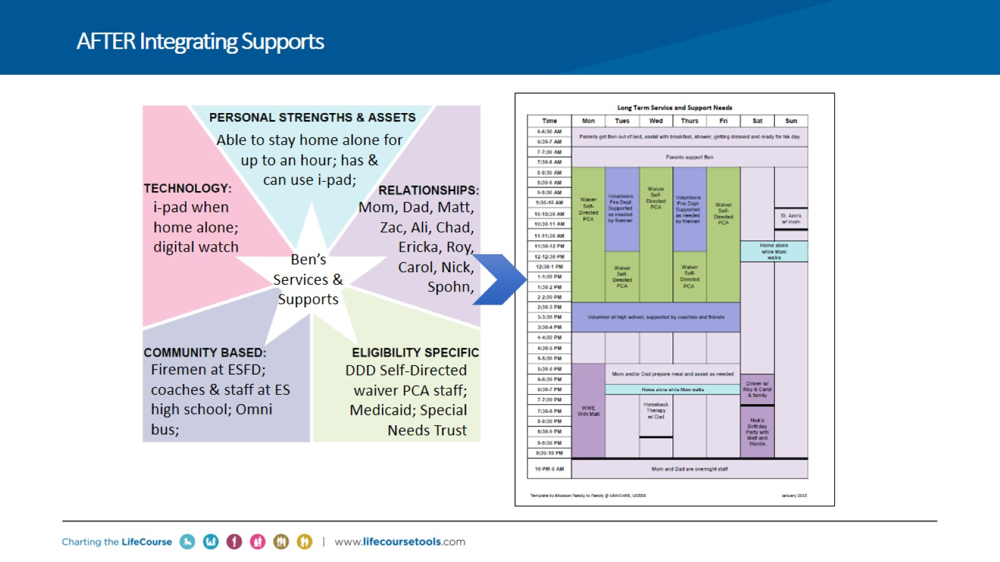 AFTER Integrating Supports
PERSONAL STRENGTHS & ASSETS
Able to stay home alone for
up to an hour; has &
can use i-pad;
TECHNOLOGY:
i-pad when
home alone;
digital watch
RELATIONSHIPS:
Mom, Dad, Matt,
Zac, Ali, Chad,
Ericka, Roy,
Carol, Nick,
Spohn,
Ben's
Services &
Supports
COMMUNITY BASED:
Firemen at ESFD;
coaches & staff at ES
high school; Omni
bus;
ELIGIBILITY SPECIFIC
DDD Self-Directed
waiver PCA staff;
Medicaid; Special
Needs Trust
Long Term Service and Support Needs
Time Mon Tues Wed Thurs Fri Sat Sun
6-6:30 AM
6:30-7 AM
7-7:30 AM
7:30-8 AM
8-8:30 AM
8:30-9 AM
9-9:30 AM
9:30-10 AM
10-10:30 AM
10:30-11 AM
11-11:30 AM
11:30-12 PM
12-12:30 PM
12:30-1 PM
1-1:30 PM
1:30-2 PM
2-2:30 PM
2:30-3 PM
3-3:30 PM
3:30-4 PM
4-4:30 PM
4:30-5 PM
5-5:30 PM
5:30-6 PM
6-6:30 PM
6:30-7 PM
7-7:30 PM
7:30-8 PM
8-8:30 PM
8:30-9 PM
9-9:30 PM
9:30-10 PM
10 PM-6 AM
Parents get Ben out of bed, assist with breakfast, shower, getting dressed and ready for his day
Parents support Ben
Waiver
Self-
Directed
PCA
Volunteers
Fire Dept
Supported
as needed
by firemen
Waiver
Self-
Directed
PCA
Volunteers
Fire Dept
Supported
as needed
by firemen
Waiver
Self-
Directed
PCA
St. Ann's
w/ mom
Home alone
while Mom
walks
Waiver
Self-
Directed
PCA
Waiver
Self-
Directed
PCA
Volunteer at high school, supported by coaches and friends
Mom and/or Dad prepare meal and assist as needed
Home alone while Mom walks
WWE
With Matt
Horseback
Therapy
w/ Dad
Dinner w/
Roy & Carol
& family
Nick's
Birthday
Party with
Matt and
friends
Mom and Dad are overnight staff
Template by Missouri Family to Family @ UMKC-IHD, UCEDD
January 2015
Charting the LifeCourse | www.lifecoursetools.com